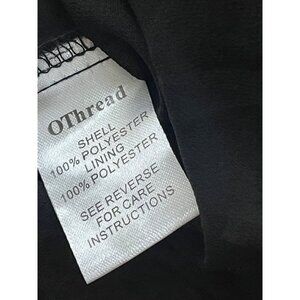 OThread
SHELL
100% POLYESTER
LINING
100% POLYESTER
SEE REVERSE
FOR CARE
INSTRUCTIONS